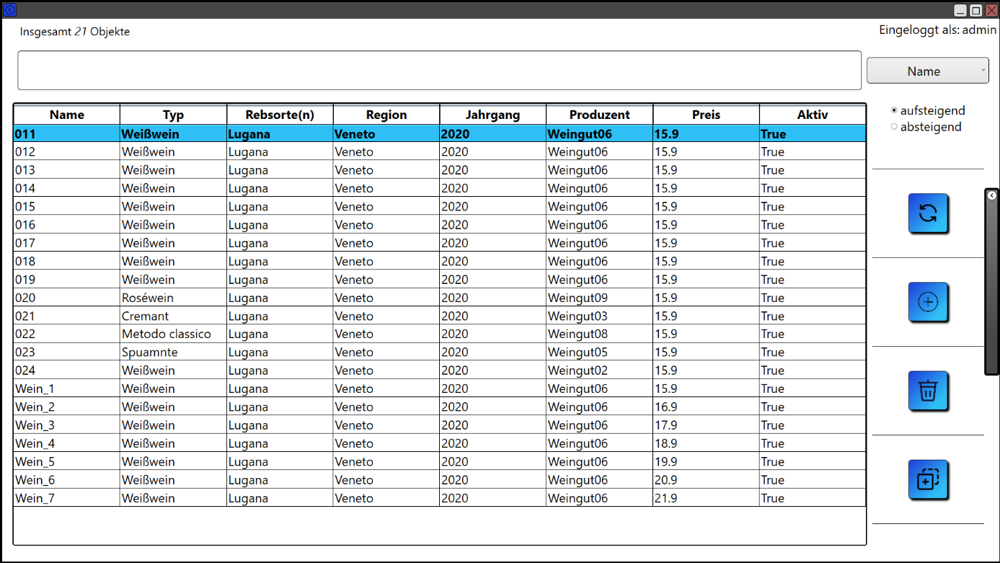 Insgesamt 21 Objekte
Eingeloggt als: admin
Name
aufsteigend
absteigend
Name Typ Rebsorte(n) Region Jahrgang Produzent Preis Aktiv
011 Weißwein Lugana Veneto 2020 Weingut06 15.9 True
012 Weißwein Lugana Veneto 2020 Weingut06 15.9 True
013 Weißwein Lugana Veneto 2020 Weingut06 15.9 True
014 Weißwein Lugana Veneto 2020 Weingut06 15.9 True
015 Weißwein Lugana Veneto 2020 Weingut06 15.9 True
016 Weißwein Lugana Veneto 2020 Weingut06 15.9 True
017 Weißwein Lugana Veneto 2020 Weingut06 15.9 True
018 Weißwein Lugana Veneto 2020 Weingut06 15.9 True
019 Weißwein Lugana Veneto 2020 Weingut06 15.9 True
020 Roséwein Lugana Veneto 2020 Weingut09 15.9 True
021 Cremant Lugana Veneto 2020 Weingut03 15.9 True
022 Metodo classico Lugana Veneto 2020 Weingut08 15.9 True
023 Spuamnte Lugana Veneto 2020 Weingut05 15.9 True
024 Weißwein Lugana Veneto 2020 Weingut02 15.9 True
Wein_1 Weißwein Lugana Veneto 2020 Weingut06 15.9 True
Wein_2 Weißwein Lugana Veneto 2020 Weingut06 16.9 True
Wein_3 Weißwein Lugana Veneto 2020 Weingut06 17.9 True
Wein_4 Weißwein Lugana Veneto 2020 Weingut06 18.9 True
Wein_5 Weißwein Lugana Veneto 2020 Weingut06 19.9 True
Wein_6 Weißwein Lugana Veneto 2020 Weingut06 20.9 True
Wein_7 Weißwein Lugana Veneto 2020 Weingut06 21.9 True